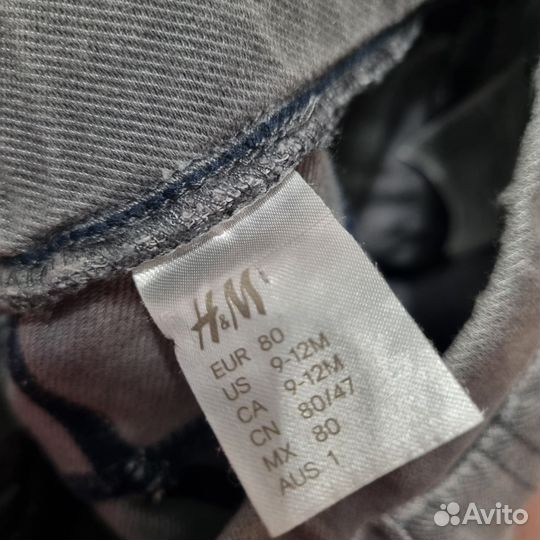 H&M
EUR 80
US 9-12M
CA 9-12M
CN 80/47
MX 80
AUS 1
Avito